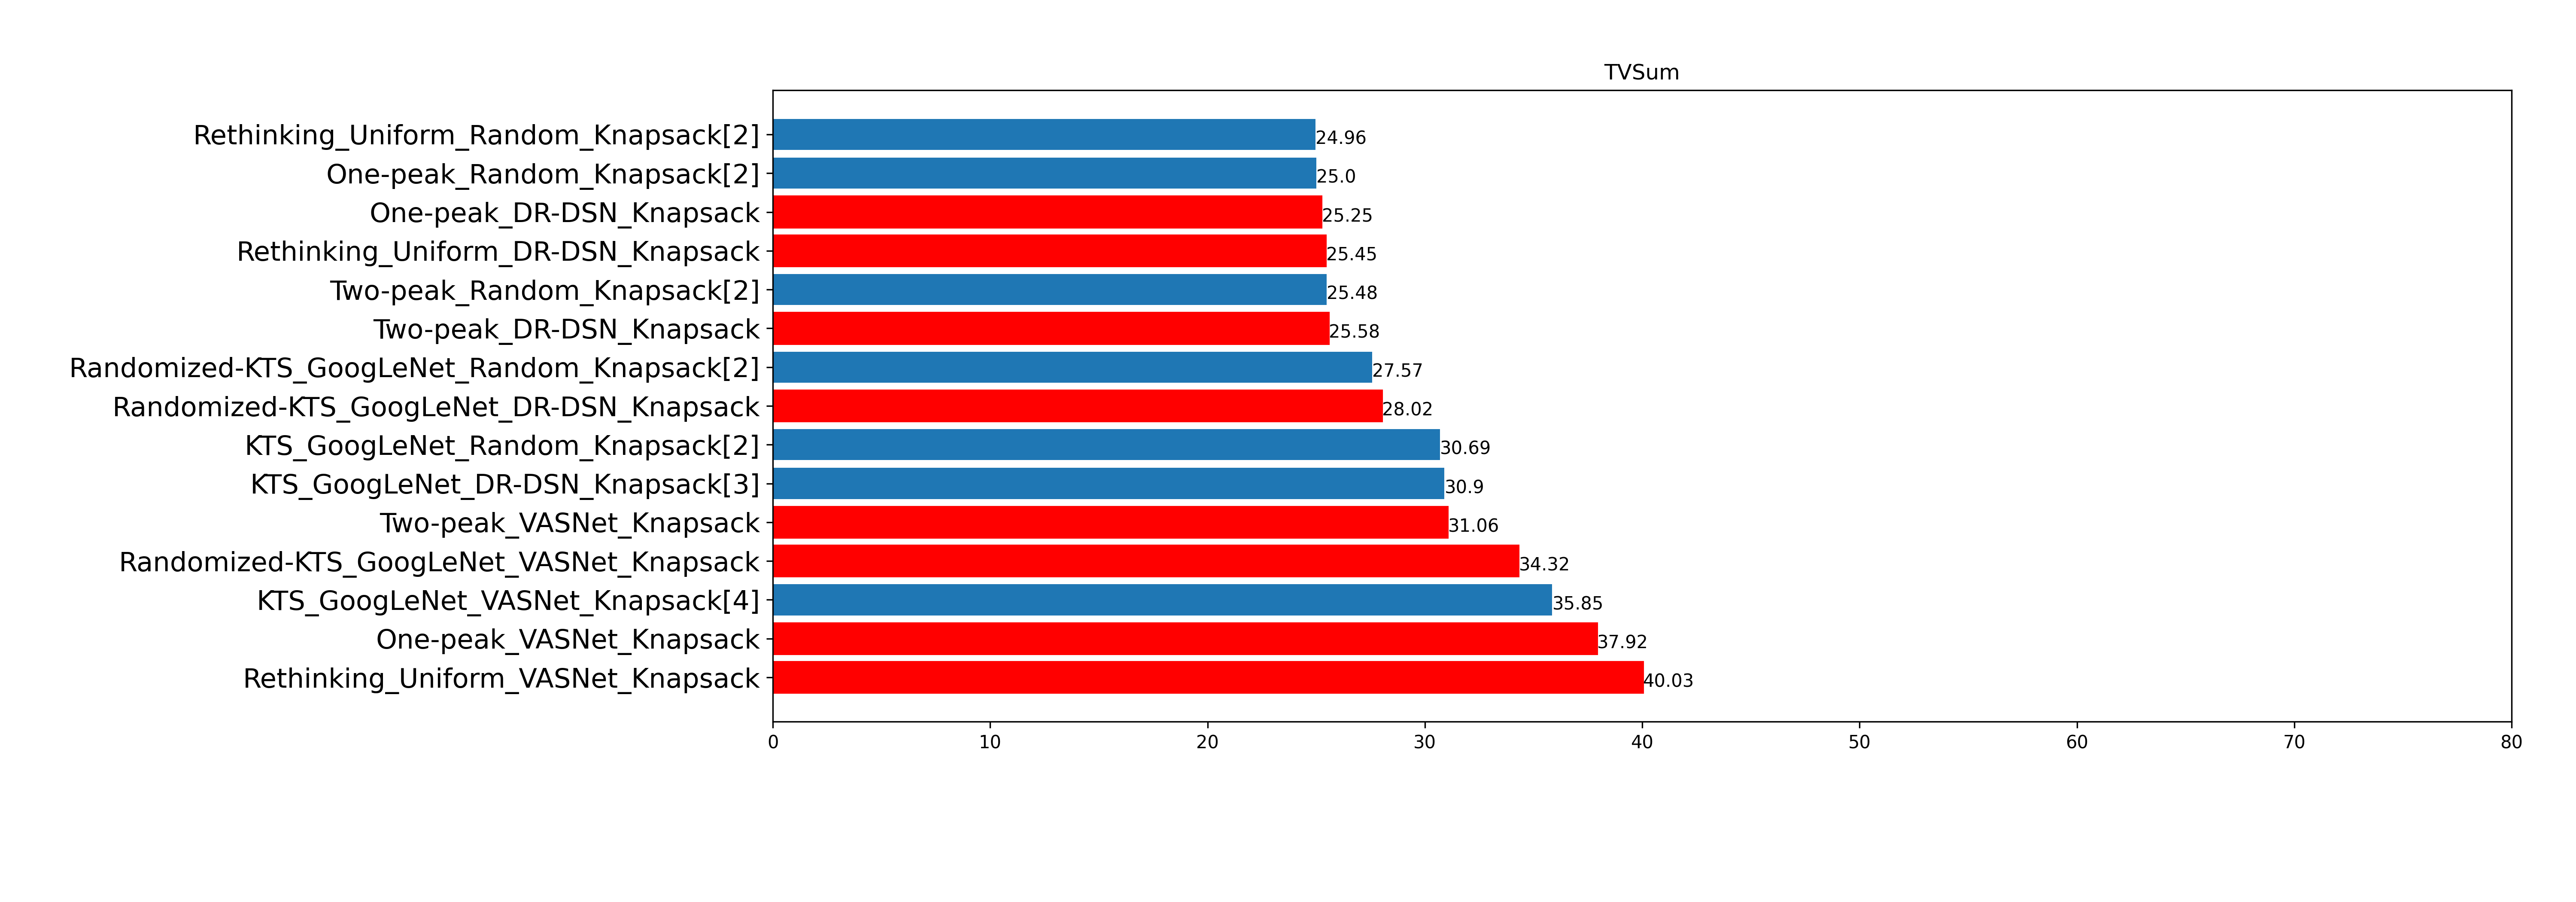 TVSum
Rethinking_Uniform_Random_Knapsack[2] 24.96
One-peak_Random_Knapsack[2] 25.0
One-peak_DR-DSN_Knapsack 25.25
Rethinking_Uniform_DR-DSN_Knapsack 25.45
Two-peak_Random_Knapsack[2] 25.48
Two-peak_DR-DSN_Knapsack 25.58
Randomized-KTS_GoogLeNet_Random_Knapsack[2] 27.57
Randomized-KTS_GoogLeNet_DR-DSN_Knapsack 28.02
KTS_GoogLeNet_Random_Knapsack[2] 30.69
KTS_GoogLeNet_DR-DSN_Knapsack[3] 30.9
Two-peak_VASNet_Knapsack 31.06
Randomized-KTS_GoogLeNet_VASNet_Knapsack 34.32
KTS_GoogLeNet_VASNet_Knapsack[4] 35.85
One-peak_VASNet_Knapsack 37.92
Rethinking_Uniform_VASNet_Knapsack 40.03
0 10 20 30 40 50 60 70 80